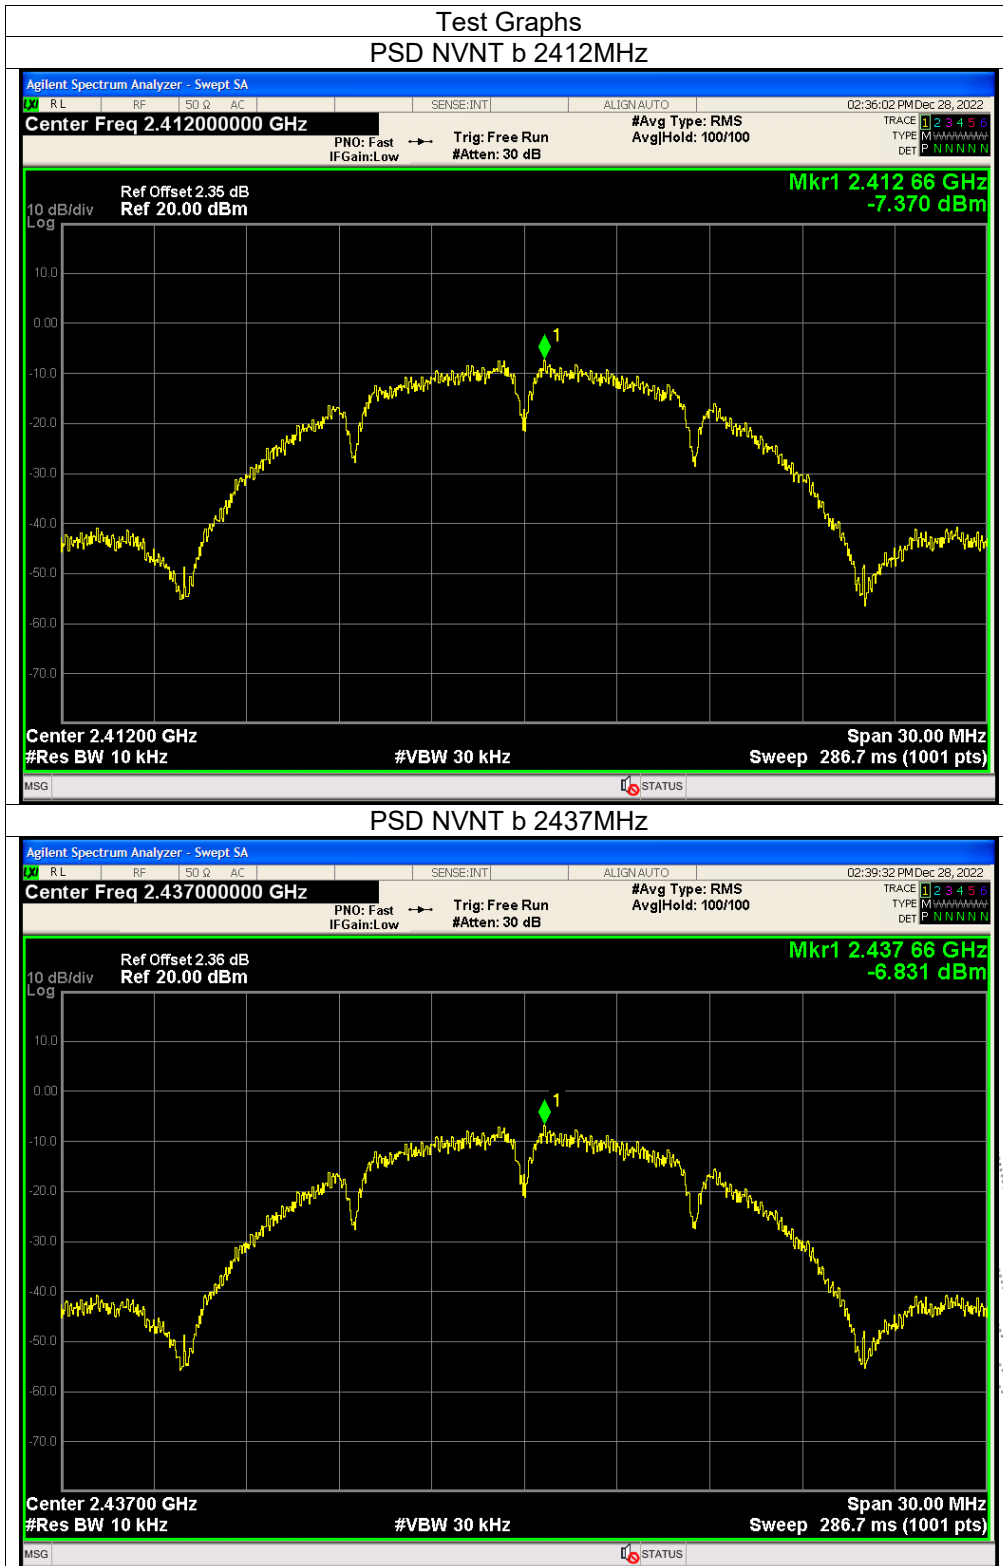 Test Graphs
PSD NVNT b 2412MHz
Agilent Spectrum Analyzer - Swept SA
LXI RL RF 50 Ω AC SENSE:INT ALIGN AUTO 02:36:02 PM Dec 28, 2022
Center Freq 2.412000000 GHz #Avg Type: RMS TRACE 1 2 3 4 5 6
PNO: Fast Trig: Free Run Avg|Hold: 100/100 TYPE M WWWWW
IFGain:Low #Atten: 30 dB DET P N N N N N
Mkr1 2.412 66 GHz
-7.370 dBm
Ref Offset 2.35 dB
10 dB/div Ref 20.00 dBm
Log
10.0
0.00
1
-10.0
-20.0
-30.0
-40.0
-50.0
-60.0
-70.0
Center 2.41200 GHz Span 30.00 MHz
#Res BW 10 kHz #VBW 30 kHz Sweep 286.7 ms (1001 pts)
MSG STATUS
PSD NVNT b 2437MHz
Agilent Spectrum Analyzer - Swept SA
LXI RL RF 50 Ω AC SENSE:INT ALIGN AUTO 02:39:32 PM Dec 28, 2022
Center Freq 2.437000000 GHz #Avg Type: RMS TRACE 1 2 3 4 5 6
PNO: Fast Trig: Free Run Avg|Hold: 100/100 TYPE M WWWWW
IFGain:Low #Atten: 30 dB DET P N N N N N
Mkr1 2.437 66 GHz
-6.831 dBm
Ref Offset 2.36 dB
10 dB/div Ref 20.00 dBm
Log
10.0
0.00
1
-10.0
-20.0
-30.0
-40.0
-50.0
-60.0
-70.0
Center 2.43700 GHz Span 30.00 MHz
#Res BW 10 kHz #VBW 30 kHz Sweep 286.7 ms (1001 pts)
MSG STATUS